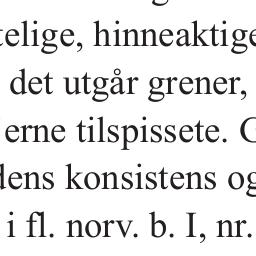 telige, hinneaktige
det utgår grener,
erne tilspissete. G
dens konsistens og
i fl. norv. b. I, nr.